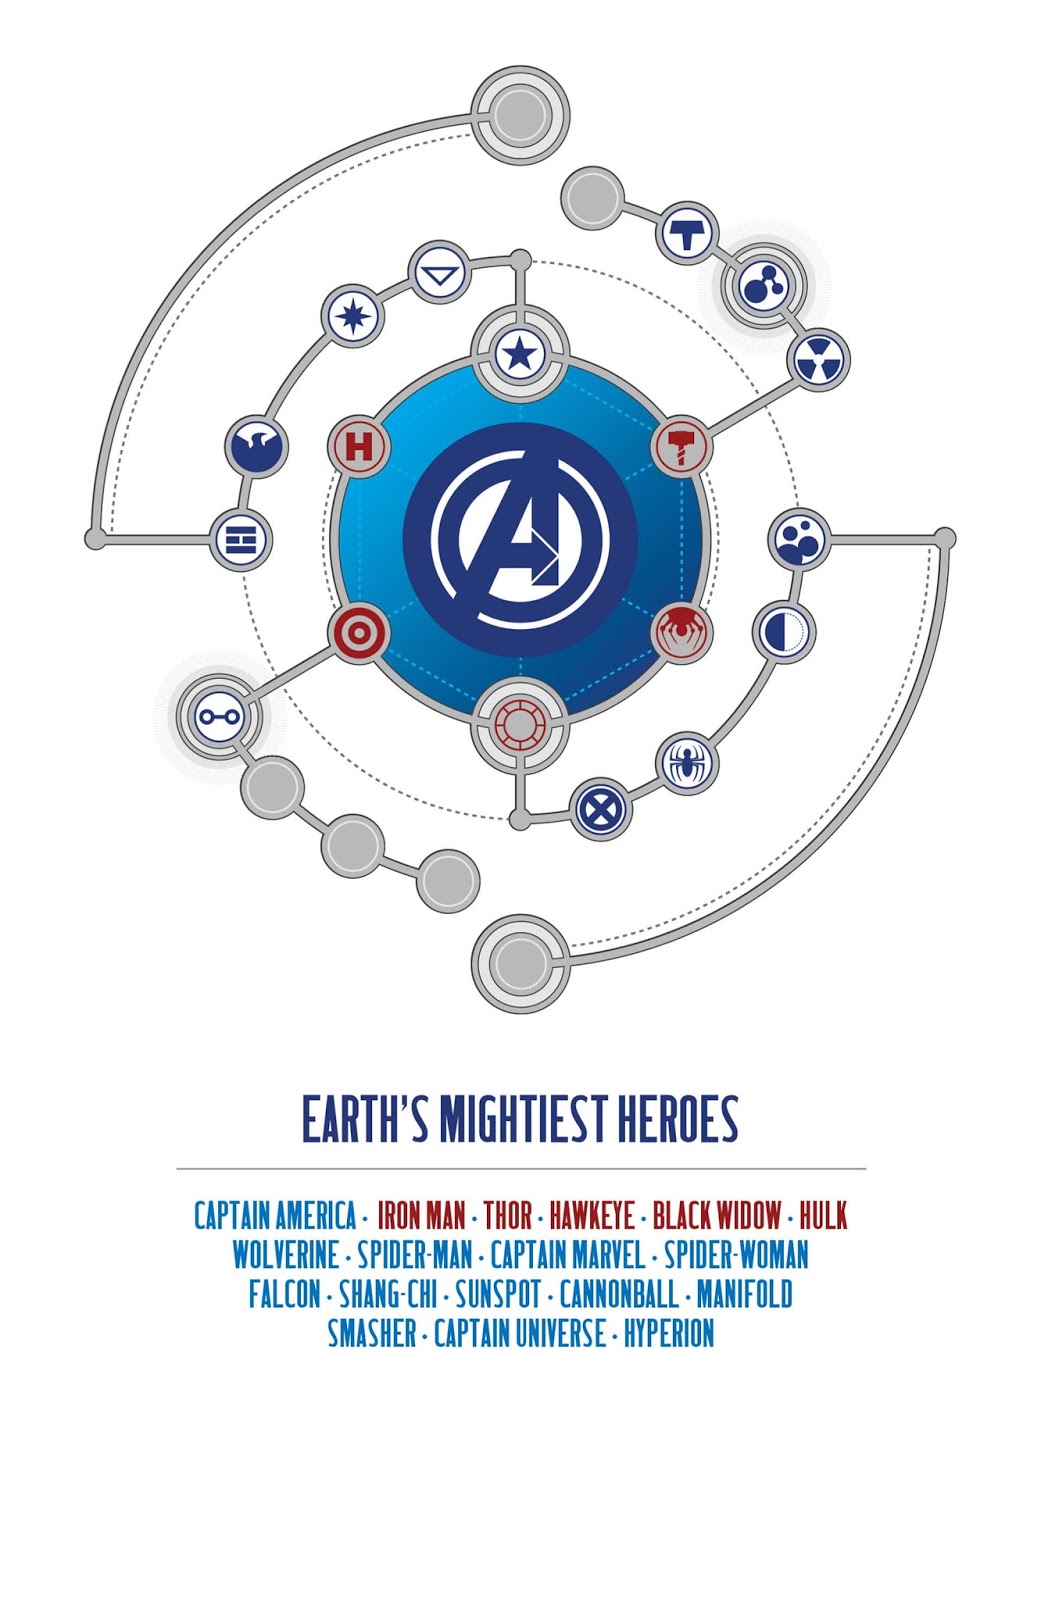 H
A
EARTH'S MIGHTIEST HEROES
CAPTAIN AMERICA · IRON MAN · THOR · HAWKEYE · BLACK WIDOW · HULK
WOLVERINE · SPIDER-MAN · CAPTAIN MARVEL · SPIDER-WOMAN
FALCON · SHANG-CHI · SUNSPOT · CANNONBALL · MANIFOLD
SMASHER · CAPTAIN UNIVERSE · HYPERION